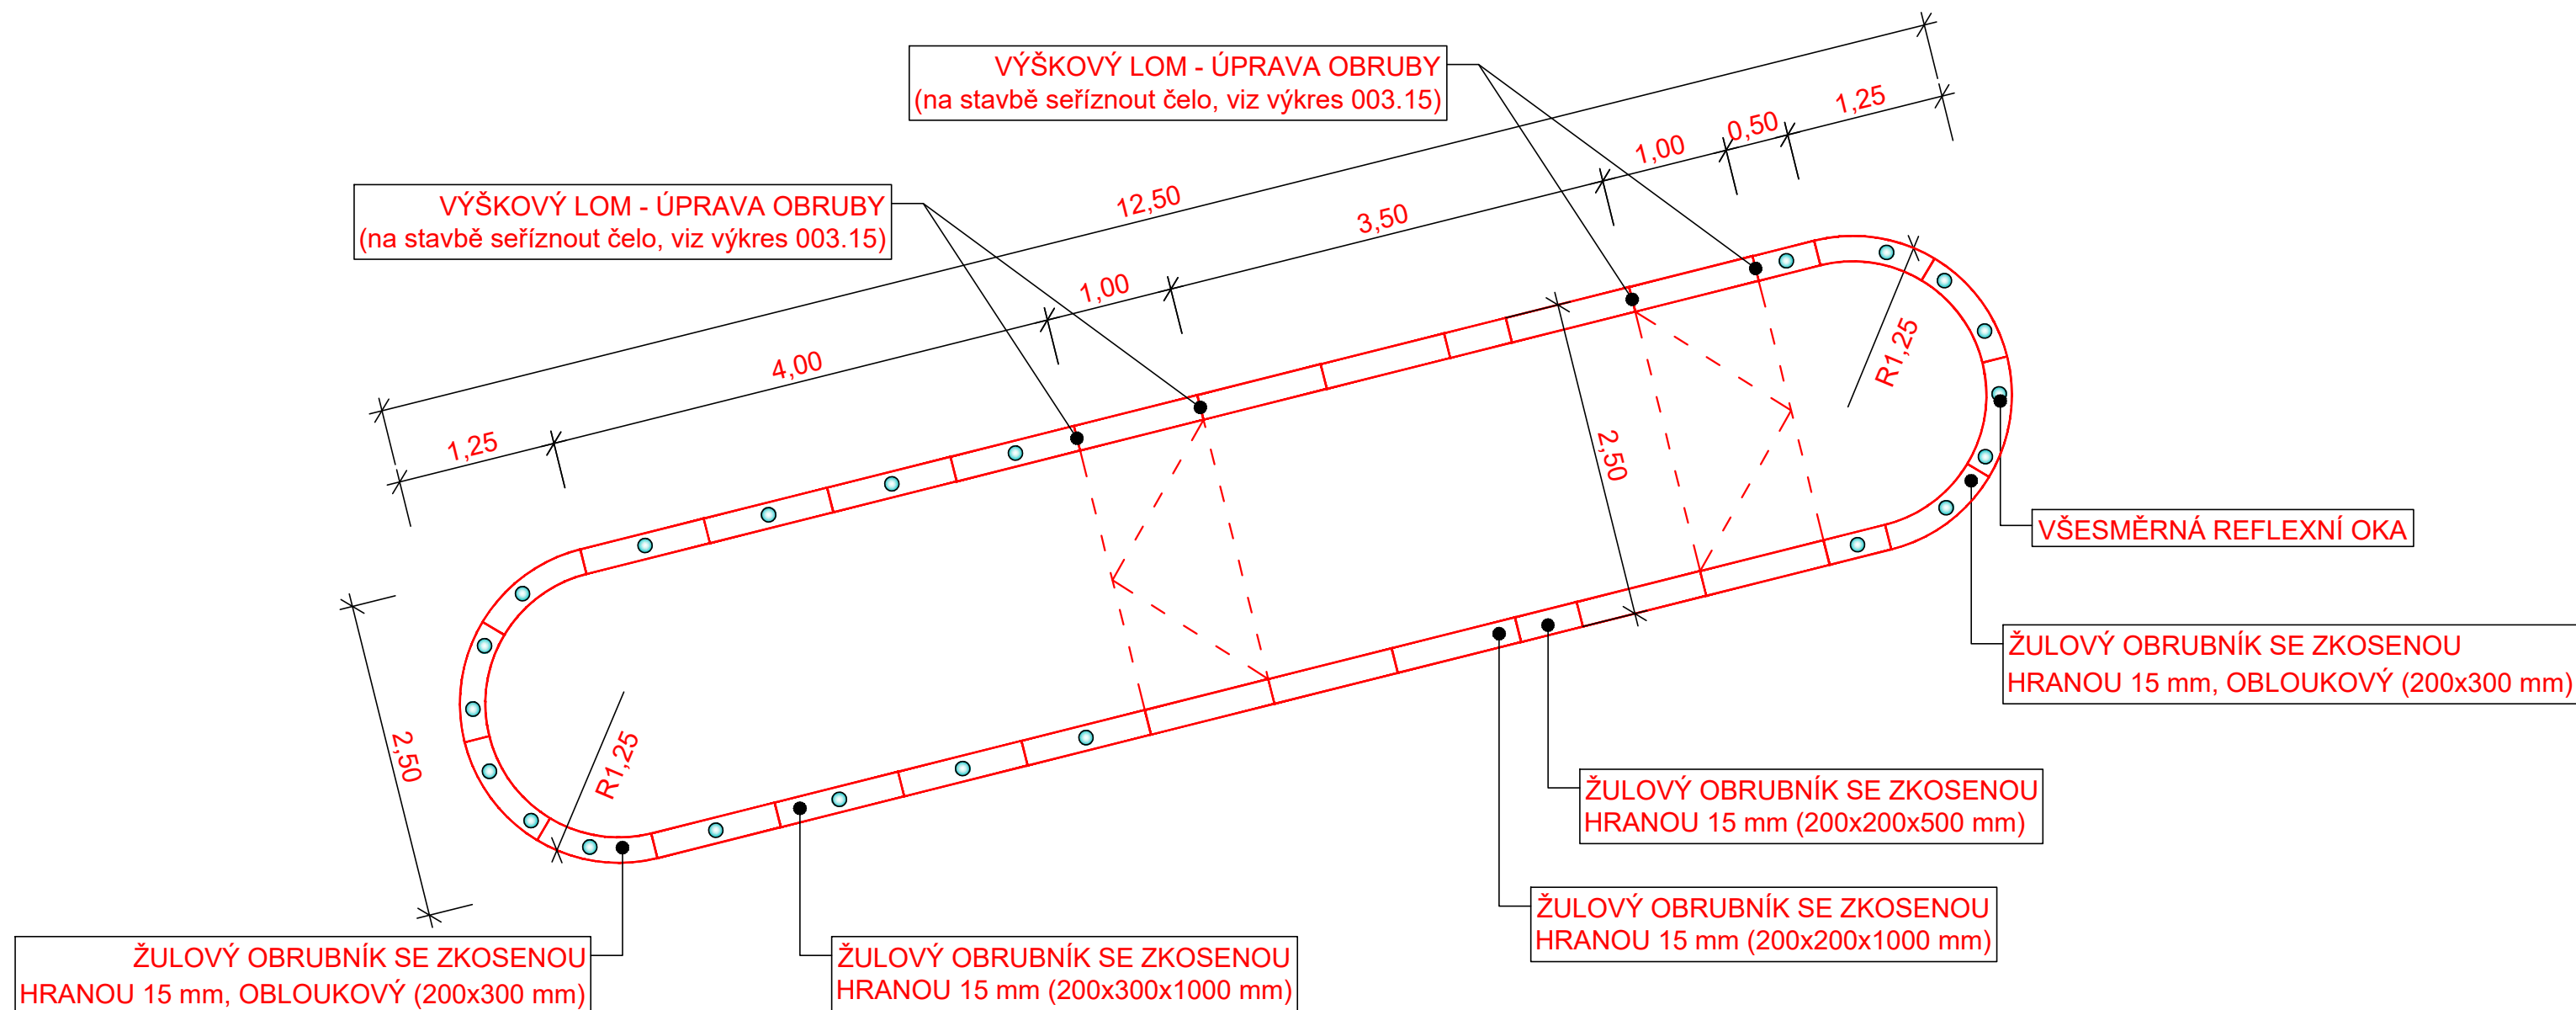 VÝŠKOVÝ LOM - ÚPRAVA OBRUBY
(na stavbě seříznout čelo, viz výkres 003.15)
VÝŠKOVÝ LOM - ÚPRAVA OBRUBY
(na stavbě seříznout čelo, viz výkres 003.15)
12,50
1,25
4,00
1,00
3,50
1,00
0,50
1,25
R1,25
2,50
2,50
R1,25
VŠESMĚRNÁ REFLEXNÍ OKA
ŽULOVÝ OBRUBNÍK SE ZKOSENOU
HRANOU 15 mm, OBLOUKOVÝ (200x300 mm)
ŽULOVÝ OBRUBNÍK SE ZKOSENOU
HRANOU 15 mm (200x200x500 mm)
ŽULOVÝ OBRUBNÍK SE ZKOSENOU
HRANOU 15 mm (200x200x1000 mm)
ŽULOVÝ OBRUBNÍK SE ZKOSENOU
HRANOU 15 mm, OBLOUKOVÝ (200x300 mm)
ŽULOVÝ OBRUBNÍK SE ZKOSENOU
HRANOU 15 mm (200x300x1000 mm)